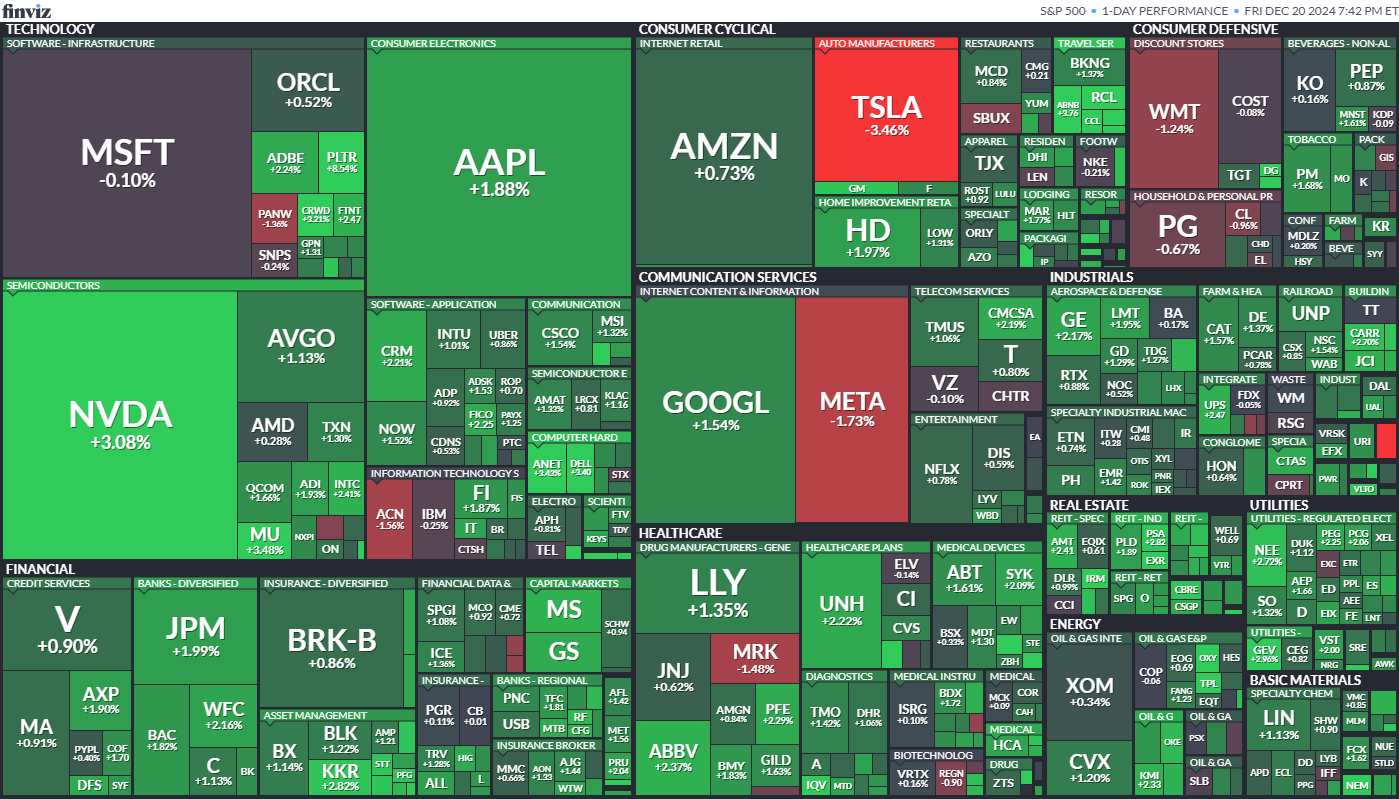 finviz
S&P 500 • 1-DAY PERFORMANCE • FRI DEC 20 2024 7:42 PM ET
TECHNOLOGY
SOFTWARE - INFRASTRUCTURE
MSFT
-0.10%
ORCL
+0.52%
ADBE
+2.24%
PLTR
+8.54%
PANW
-1.36%
CRWD
+3.21%
FTNT
+2.47
SNPS
-0.24%
GPN
+1.31
CONSUMER ELECTRONICS
AAPL
+1.88%
SEMICONDUCTORS
NVDA
+3.08%
AVGO
+1.13%
AMD
+0.28%
TXN
+1.30%
QCOM
+1.66%
ADI
+1.93%
INTC
+2.41%
MU
+3.48%
NXPI
ON
SOFTWARE - APPLICATION
CRM
+2.21%
INTU
+1.01%
UBER
+0.86%
NOW
+1.52%
ADP
+0.92%
ADSK
+1.53
ROP
+0.70
FICO
+2.25
PAYX
+1.25
CDNS
+0.53%
PTC
INFORMATION TECHNOLOGY S
ACN
-1.56%
IBM
-0.25%
FI
+1.87%
FIS
IT
BR
CTSH
COMMUNICATION
CSCO
+1.54%
MSI
+1.32%
SEMICONDUCTOR E
AMAT
+1.33%
LRCX
+0.81
KLAC
+1.16
COMPUTER HARD
ANET
+3.43%
DELL
+3.40
STX
ELECTRO
APH
+0.81%
TEL
SCIENTI
FTV
TDY
KEYS
CONSUMER CYCLICAL
INTERNET RETAIL
AMZN
+0.73%
AUTO MANUFACTURERS
TSLA
-3.46%
GM
F
HOME IMPROVEMENT RETA
HD
+1.97%
LOW
+1.31%
RESTAURANTS
MCD
+0.84%
CMG
+0.21
SBUX
YUM
TRAVEL SER
BKNG
+1.37%
ABNB
+3.76
RCL
CCL
APPAREL
TJX
ROST
+0.92
LULU
RESIDEN
DHI
LEN
FOOTW
NKE
-0.21%
LODGING
MAR
+1.77%
HLT
RESOR
SPECIALT
ORLY
AZO
PACKAGI
IP
CONSUMER DEFENSIVE
DISCOUNT STORES
WMT
-1.24%
COST
-0.08%
TGT
DG
BEVERAGES - NON-AL
KO
+0.16%
PEP
+0.87%
MNST
+1.61%
KDP
-0.09
TOBACCO
PM
+1.68%
MO
PACK
GIS
K
HOUSEHOLD & PERSONAL PR
PG
-0.67%
CL
-0.96%
CHD
EL
CONF
MDLZ
+0.20%
HSY
FARM
BEVE
KR
SYY
COMMUNICATION SERVICES
INTERNET CONTENT & INFORMATION
GOOGL
+1.54%
META
-1.73%
TELECOM SERVICES
TMUS
+1.06%
CMCSA
+2.19%
T
+0.80%
VZ
-0.10%
CHTR
ENTERTAINMENT
NFLX
+0.78%
DIS
+0.59%
LYV
WBD
EA
INDUSTRIALS
AEROSPACE & DEFENSE
GE
+2.17%
LMT
+1.95%
BA
+0.17%
RTX
+0.88%
GD
+1.29%
TDG
+1.27%
NOC
+0.52%
LHX
FARM & HEA
CAT
+1.57%
DE
+1.37%
PCAR
+0.78%
RAILROAD
UNP
CSX
+0.85
NSC
+1.54%
WAB
BUILDIN
TT
CARR
+2.70%
JCI
SPECIALTY INDUSTRIAL MAC
ETN
+0.74%
ITW
+0.28
CMI
+0.48
IR
PH
EMR
+1.42
OTIS
XYL
ROK
PNR
IEX
INTEGRATE
UPS
+2.47
FDX
-0.05%
WASTE
WM
RSG
INDUST
DAL
UAL
CONGLOME
HON
+0.64%
SPECIA
CTAS
CPRT
VRSK
EFX
URI
PWR
VLTO
FINANCIAL
CREDIT SERVICES
V
+0.90%
MA
+0.91%
AXP
+1.90%
PYPL
+0.40%
COF
+1.70
DFS
SYF
BANKS - DIVERSIFIED
JPM
+1.99%
BAC
+1.82%
WFC
+2.16%
C
+1.13%
BK
INSURANCE - DIVERSIFIED
BRK-B
+0.86%
ASSET MANAGEMENT
BX
+1.14%
BLK
+1.22%
KKR
+2.82%
AMP
+1.21
STT
PFG
FINANCIAL DATA &
SPGI
+1.08%
MCO
+0.92
CME
+0.72
ICE
+1.36%
CAPITAL MARKETS
MS
GS
SCHW
+0.94
INSURANCE -
PGR
+0.11%
CB
+0.01
TRV
+1.28%
HIG
ALL
L
BANKS - REGIONAL
PNC
USB
TFC
+1.81
RF
MTB
CFG
INSURANCE BROKER
MMC
+0.66%
AON
+1.33
AJG
+1.44
WTW
AFL
+1.42
MET
+1.56
PRU
+2.04
HEALTHCARE
DRUG MANUFACTURERS - GENE
LLY
+1.35%
JNJ
+0.62%
MRK
-1.48%
ABBV
+2.37%
AMGN
+0.84%
PFE
+2.29%
BMY
+1.83%
GILD
+1.63%
HEALTHCARE PLANS
UNH
+2.22%
ELV
-0.14%
CI
CVS
MEDICAL DEVICES
ABT
+1.61%
SYK
+2.09%
BSX
+0.33%
MDT
+1.30
EW
STE
ZBH
DIAGNOSTICS
TMO
+1.42%
DHR
+1.06%
A
IQV
MTD
MEDICAL INSTRU
ISRG
+0.10%
BDX
+1.72
BIOTECHNOLOG
VRTX
+0.16%
REGN
-0.90
MEDICAL
MCK
+0.09
COR
CAH
MEDICAL
HCA
DRUG
ZTS
REAL ESTATE
REIT - SPEC
AMT
+2.41
EQIX
+0.61
DLR
+0.99%
IRM
CCI
REIT - IND
PLD
+1.89
PSA
+2.82
EXR
REIT - RET
SPG
O
REIT -
WELL
+0.69
VTR
CBRE
CSGP
UTILITIES
UTILITIES - REGULATED ELECT
NEE
+2.72%
DUK
+1.12
PEG
+2.25
PCG
+2.06
XEL
SO
+1.32%
AEP
+1.66
EXC
ETR
ED
PPL
ES
D
EIX
AEE
FE
LNT
UTILITIES -
GEV
+2.96%
CEG
+0.82
VST
+2.00
NRG
SRE
AWK
ENERGY
OIL & GAS INTE
XOM
+0.34%
CVX
+1.20%
OIL & GAS E&P
COP
-0.06
EOG
+0.69
OXY
HES
FANG
+1.23
TPL
EQT
OIL & G
OKE
KMI
+2.33
OIL & GA
PSX
OIL & GA
SLB
BASIC MATERIALS
SPECIALTY CHEM
LIN
+1.13%
SHW
+0.90
APD
ECL
DD
LYB
PPG
IFF
VMC
+0.85
MLM
FCX
+1.62
NUE
STLD
NEM